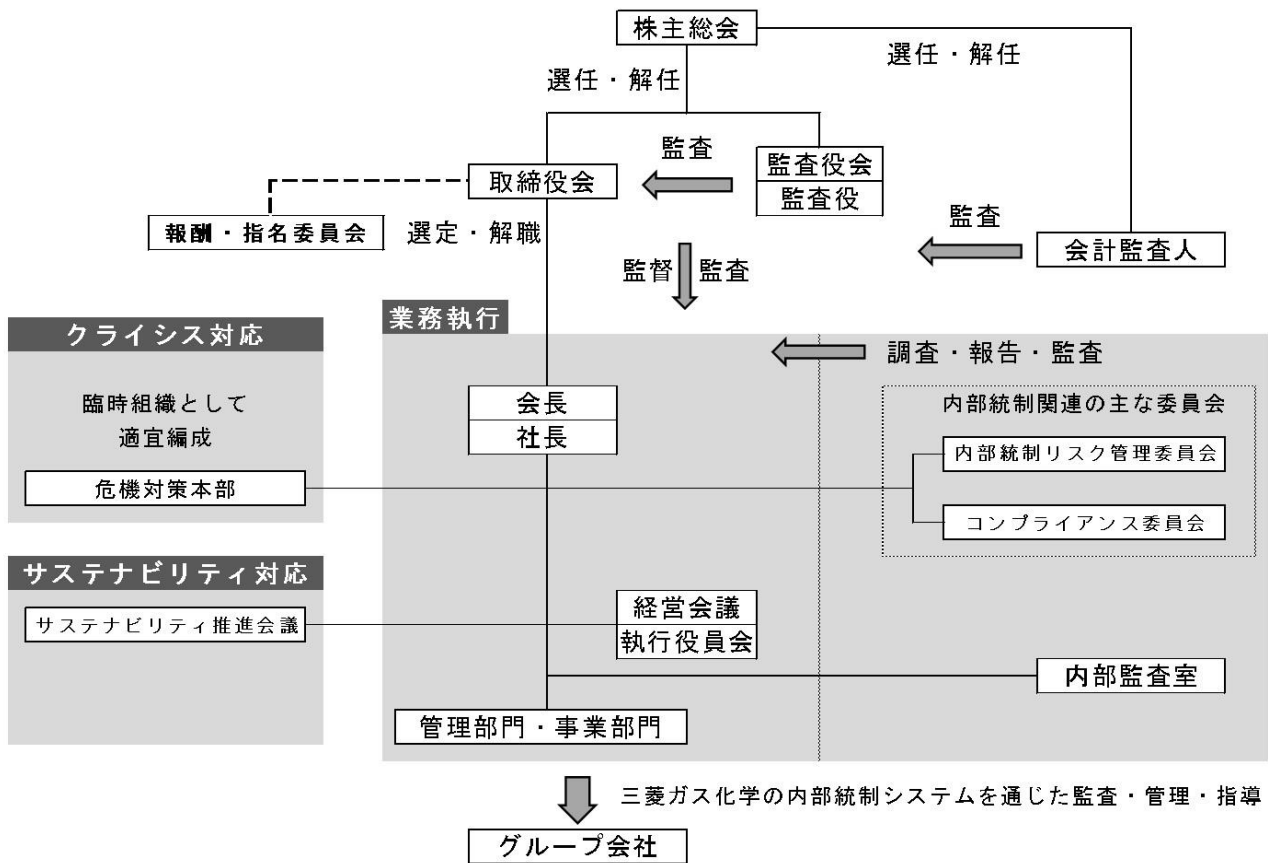 株主総会
選任・解任
選任・解任
監査
監査役会
監査役
取締役会
報酬・指名委員会
選定・解職
監査
会計監査人
監督
監査
業務執行
クライシス対応
臨時組織として
適宜編成
危機対策本部
調査・報告・監査
会長
社長
内部統制関連の主な委員会
内部統制リスク管理委員会
コンプライアンス委員会
サステナビリティ対応
サステナビリティ推進会議
経営会議
執行役員会
内部監査室
管理部門・事業部門
三菱ガス化学の内部統制システムを通じた監査・管理・指導
グループ会社